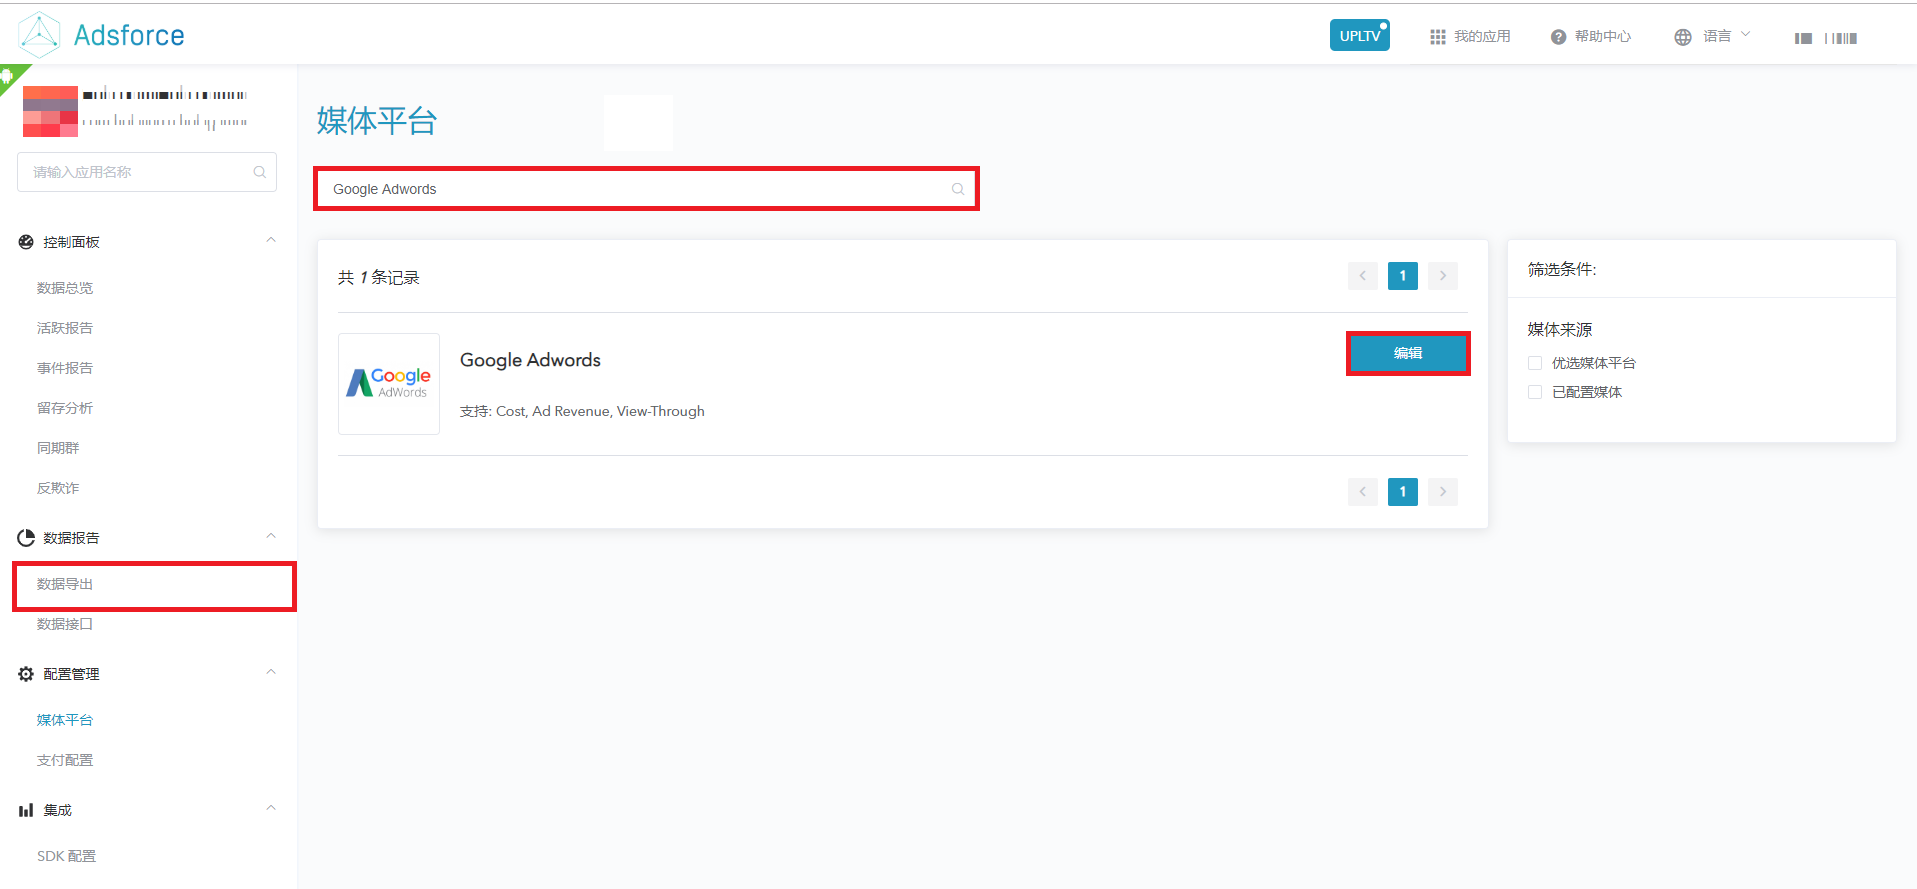 Adsforce
UPLTV
我的应用
帮助中心
语言
请输入应用名称
控制面板
数据总览
活跃报告
事件报告
留存分析
同期群
反欺诈
数据报告
数据导出
数据接口
配置管理
媒体平台
支付配置
集成
SDK 配置
媒体平台
Google Adwords
共 1 条记录
1
Google AdWords
Google Adwords
编辑
支持: Cost, Ad Revenue, View-Through
1
筛选条件:
媒体来源
优选媒体平台
已配置媒体